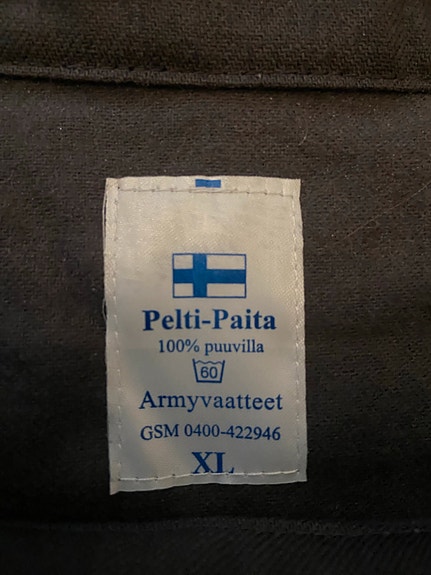 Pelti-Paita
100% puuvilla
60
Armyvaatteet
GSM 0400-422946
XL